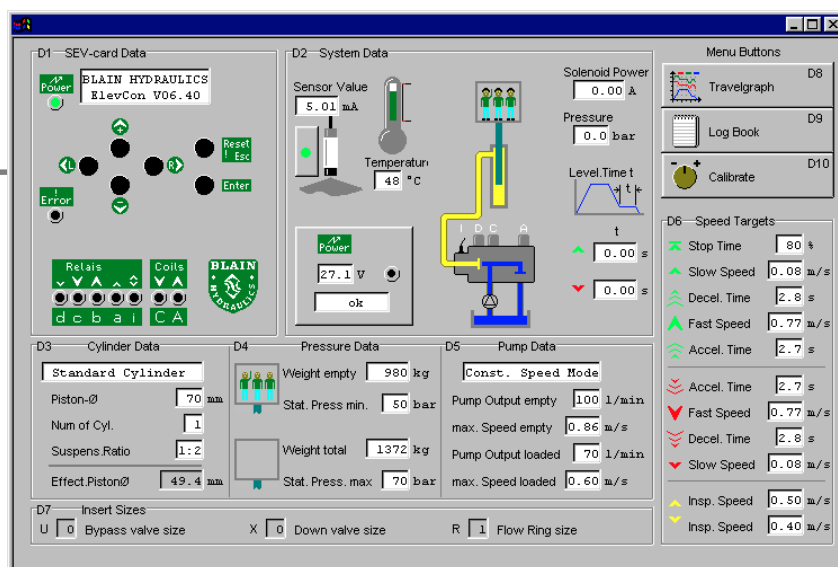 D1 SEV-card Data
Power
BLAIN HYDRAULICS
ElevCon V06.40
Reset
! Esc
L
R
Enter
!
Error
Relais
Coils
d c b a i
C A
BLAIN
HYDRAULICS
D2 System Data
Sensor Value
5.01 mA
Temperatur
48 °C
Power
27.1 V
ok
I D C A
Solenoid Power
0.00 A
Pressure
0.0 bar
Level.Time t
t
t
0.00 s
0.00 s
Menu Buttons
Travelgraph D8
Log Book D9
Calibrate D10
D6 Speed Targets
Stop Time 80 %
Slow Speed 0.08 m/s
Decel. Time 2.8 s
Fast Speed 0.77 m/s
Accel. Time 2.7 s
Accel. Time 2.7 s
Fast Speed 0.77 m/s
Decel. Time 2.8 s
Slow Speed 0.08 m/s
Insp. Speed 0.50 m/s
Insp. Speed 0.40 m/s
D3 Cylinder Data
Standard Cylinder
Piston-Ø 70 mm
Num of Cyl. 1
Suspens.Ratio 1:2
Effect.PistonØ 49.4 mm
D4 Pressure Data
Weight empty 980 kg
Stat. Press min. 50 bar
Weight total 1372 kg
Stat. Press. max 70 bar
D5 Pump Data
Const. Speed Mode
Pump Output empty 100 l/min
max. Speed empty 0.86 m/s
Pump Output loaded 70 l/min
max. Speed loaded 0.60 m/s
D7 Insert Sizes
U 0 Bypass valve size X 0 Down valve size R 1 Flow Ring size